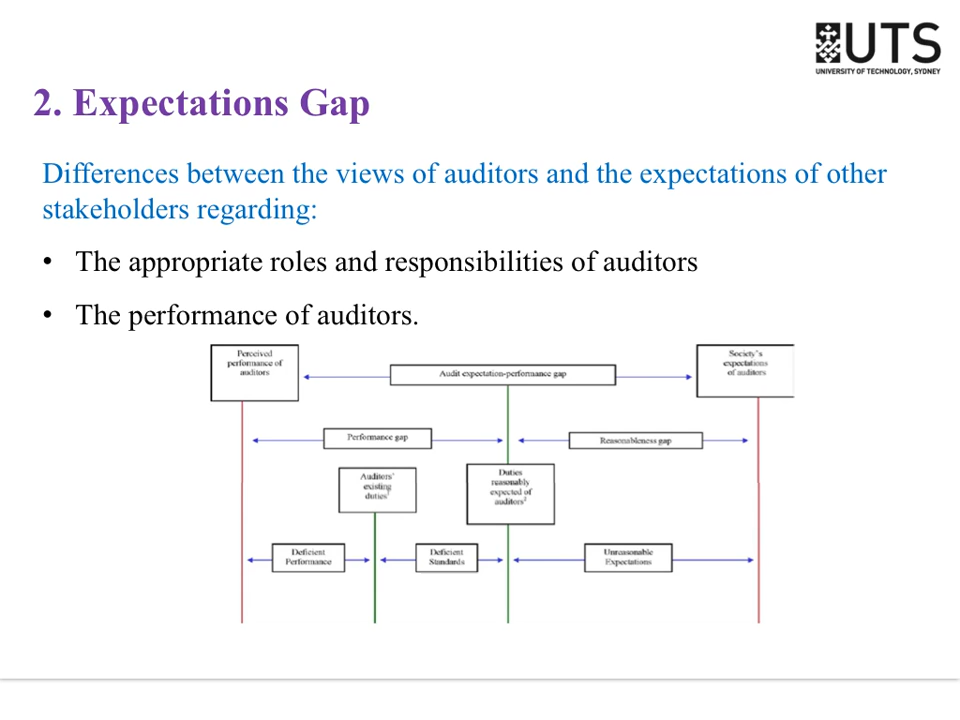 UTS
UNIVERSITY OF TECHNOLOGY, SYDNEY
2. Expectations Gap
Differences between the views of auditors and the expectations of other
stakeholders regarding:
• The appropriate roles and responsibilities of auditors
• The performance of auditors.
Perceived
performance of
auditors
Audit expectation-performance gap
Society's
expectations
of auditors
Performance gap
Reasonableness gap
Auditors'
existing
duties¹
Duties
reasonably
expected of
auditors²
Deficient
Performance
Deficient
Standards
Unreasonable
Expectations